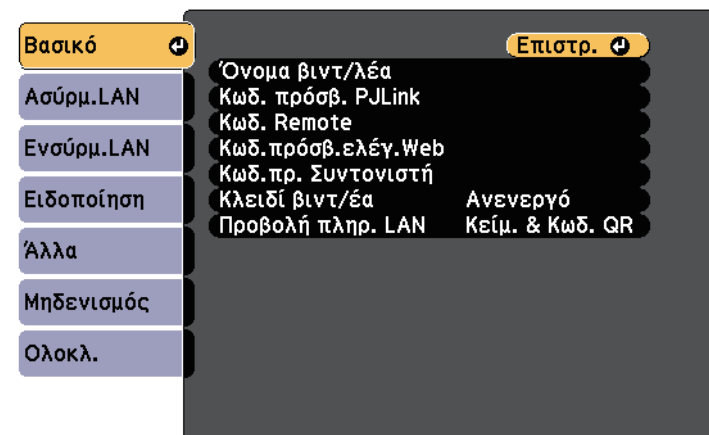 Βασικό
Ασύρμ.LAN
Ενσύρμ.LAN
Ειδοποίηση
Άλλα
Μηδενισμός
Ολοκλ.
Επιστρ.
Όνομα βιντ/λέα
Κωδ. πρόσβ. PJLink
Κωδ. Remote
Κωδ.πρόσβ.ελέγ.Web
Κωδ.πρ. Συντονιστή
Κλειδί βιντ/έα Ανενεργό
Προβολή πληρ. LAN Κείμ. & Κωδ. QR